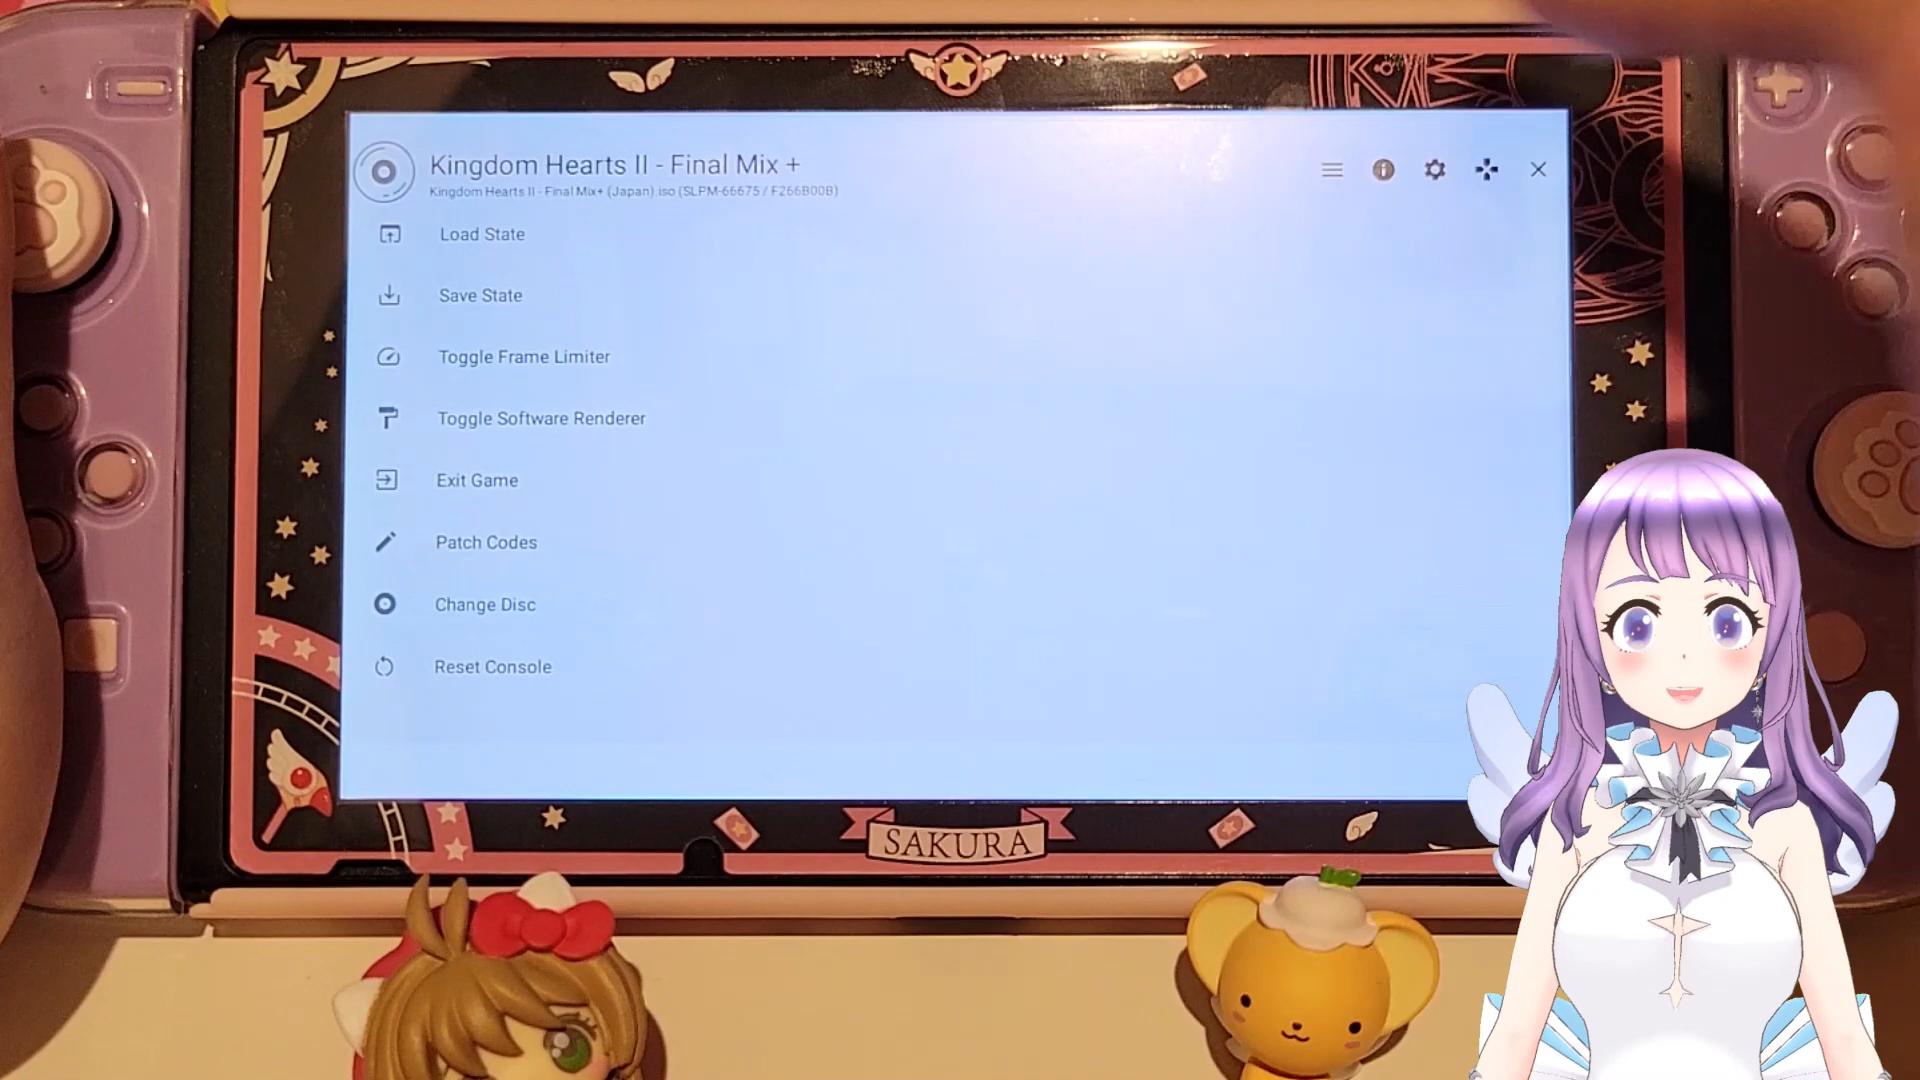 Kingdom Hearts II - Final Mix +
Kingdom Hearts II - Final Mix+ (Japan).iso (SLPM-66675 / F266B00B)
Load State
Save State
Toggle Frame Limiter
Toggle Software Renderer
Exit Game
Patch Codes
Change Disc
Reset Console
SAKURA